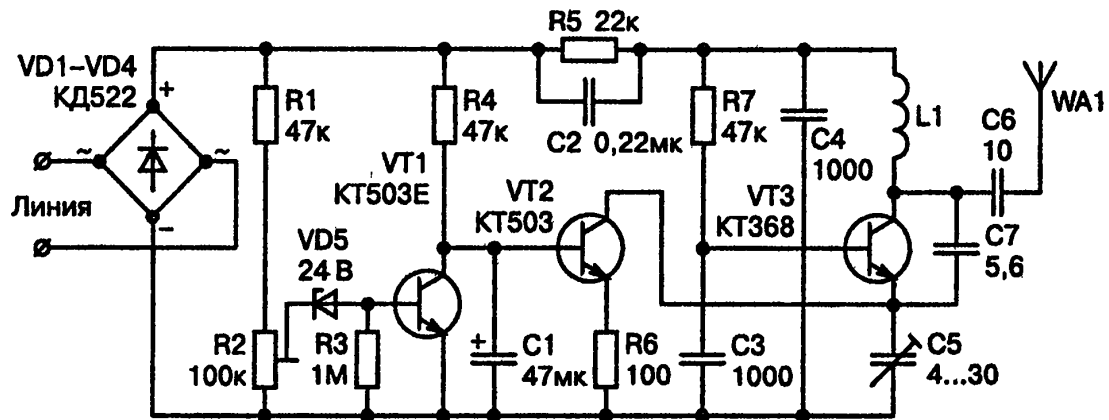 VD1–VD4
КД522
+
~
~
–
Линия
R1
47к
R2
100к
VD5
24 В
R3
1М
R4
47к
VT1
КТ503Е
+
C1
47мк
R5 22к
C2 0,22мк
VT2
КТ503
R6
100
R7
47к
C3
1000
C4
1000
VT3
КТ368
L1
C6
10
WA1
C7
5,6
C5
4...30